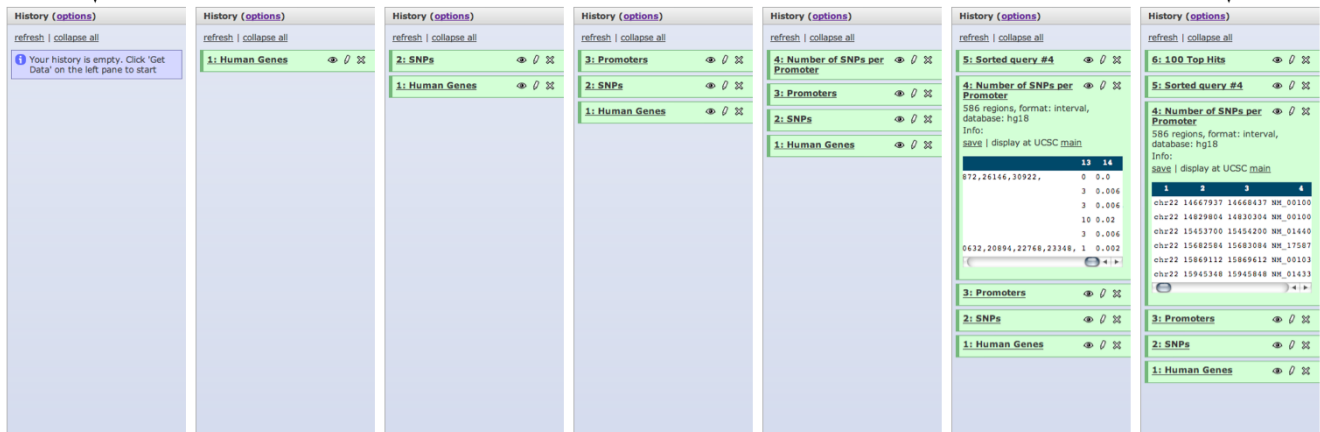 History (options)
refresh | collapse all
Your history is empty. Click 'Get
Data' on the left pane to start
History (options)
refresh | collapse all
1: Human Genes
History (options)
refresh | collapse all
2: SNPs
1: Human Genes
History (options)
refresh | collapse all
3: Promoters
2: SNPs
1: Human Genes
History (options)
refresh | collapse all
4: Number of SNPs per
Promoter
3: Promoters
2: SNPs
1: Human Genes
History (options)
refresh | collapse all
5: Sorted query #4
4: Number of SNPs per
Promoter
586 regions, format: interval,
database: hg18
Info:
save | display at UCSC main
13 14
872,26146,30922, 0 0.0
3 0.006
3 0.006
10 0.02
3 0.006
0632,20894,22768,23348, 1 0.002
3: Promoters
2: SNPs
1: Human Genes
History (options)
refresh | collapse all
6: 100 Top Hits
5: Sorted query #4
4: Number of SNPs per
Promoter
586 regions, format: interval,
database: hg18
Info:
save | display at UCSC main
1 2 3 4
chr22 14667937 14668437 NM_00100
chr22 14829804 14830304 NM_00100
chr22 15453700 15454200 NM_01440
chr22 15682584 15683084 NM_17587
chr22 15869112 15869612 NM_00103
chr22 15945348 15945848 NM_01433
3: Promoters
2: SNPs
1: Human Genes